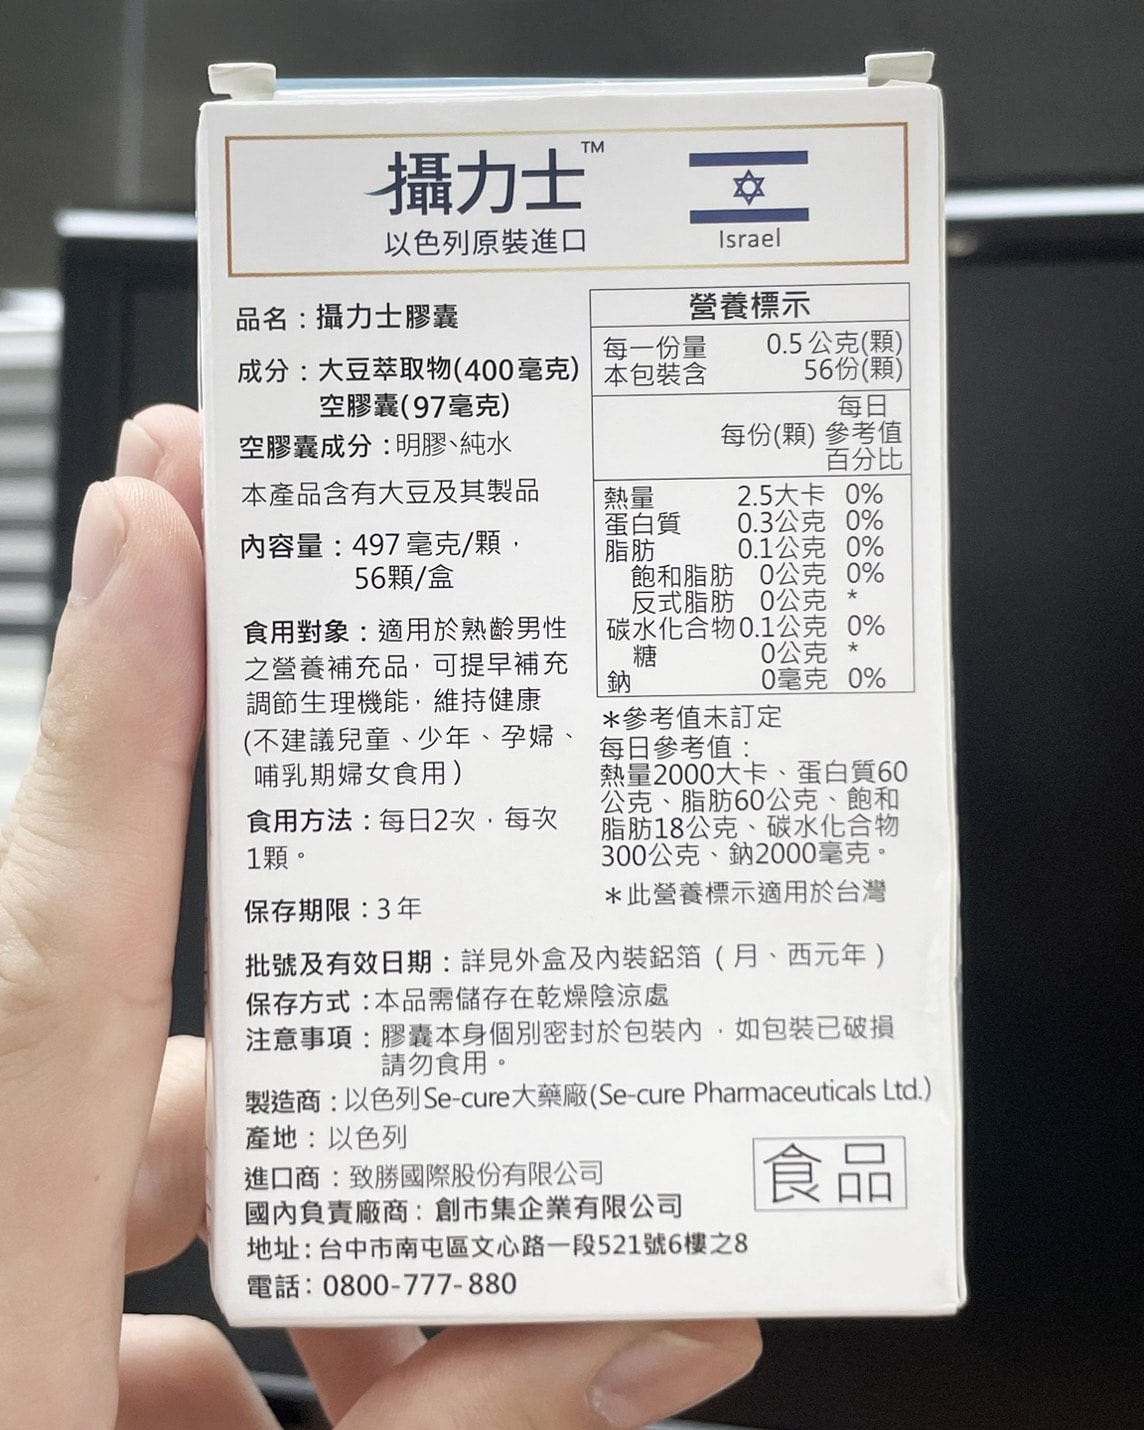 攝力士™
以色列原裝進口
Israel
品名：攝力士膠囊
成分：大豆萃取物(400毫克)
空膠囊(97毫克)
空膠囊成分：明膠、純水
本產品含有大豆及其製品
內容量：497毫克/顆，
56顆/盒
食用對象：適用於熟齡男性
之營養補充品，可提早補充
調節生理機能，維持健康
(不建議兒童、少年、孕婦、
哺乳期婦女食用)
食用方法：每日2次，每次
1顆。
保存期限：3年
營養標示
每一份量 0.5公克(顆)
本包裝含 56份(顆)
每日
每份(顆) 參考值
百分比
熱量 2.5大卡 0%
蛋白質 0.3公克 0%
脂肪 0.1公克 0%
飽和脂肪 0公克 0%
反式脂肪 0公克 *
碳水化合物 0.1公克 0%
糖 0公克 *
鈉 0毫克 0%
＊參考值未訂定
每日參考值：
熱量2000大卡、蛋白質60
公克、脂肪60公克、飽和
脂肪18公克、碳水化合物
300公克、鈉2000毫克。
＊此營養標示適用於台灣
批號及有效日期：詳見外盒及內裝鋁箔（月、西元年）
保存方式：本品需儲存在乾燥陰涼處
注意事項：膠囊本身個別密封於包裝內，如包裝已破損
請勿食用。
製造商：以色列Se-cure大藥廠(Se-cure Pharmaceuticals Ltd.)
產地：以色列
進口商：致勝國際股份有限公司
國內負責廠商：創市集企業有限公司
地址：台中市南屯區文心路一段521號6樓之8
電話：0800-777-880
食品